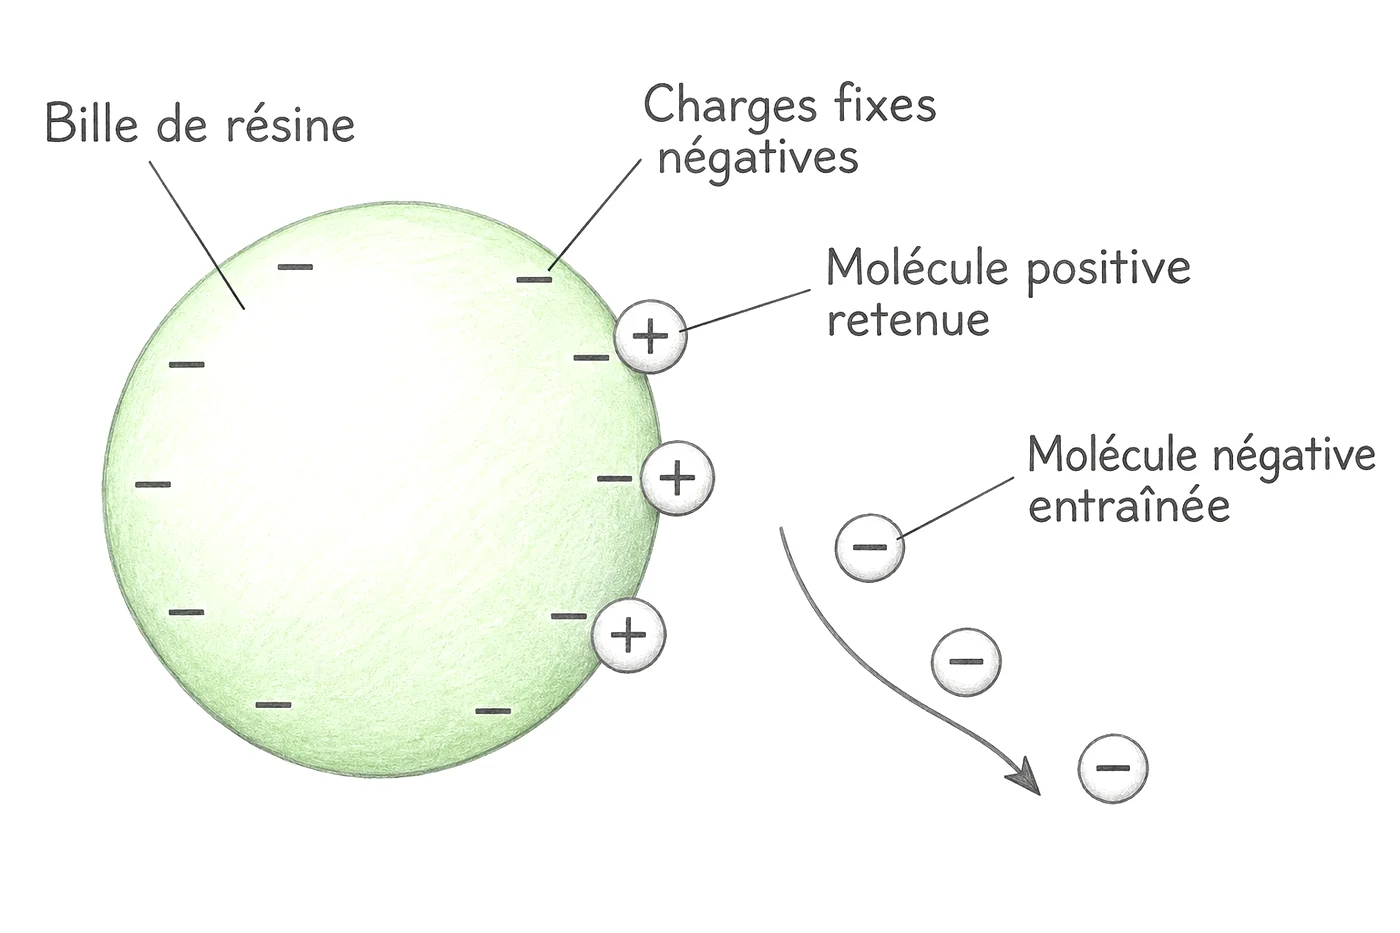 Bille de résine
Charges fixes
négatives
Molécule positive
retenue
Molécule négative
entraînée